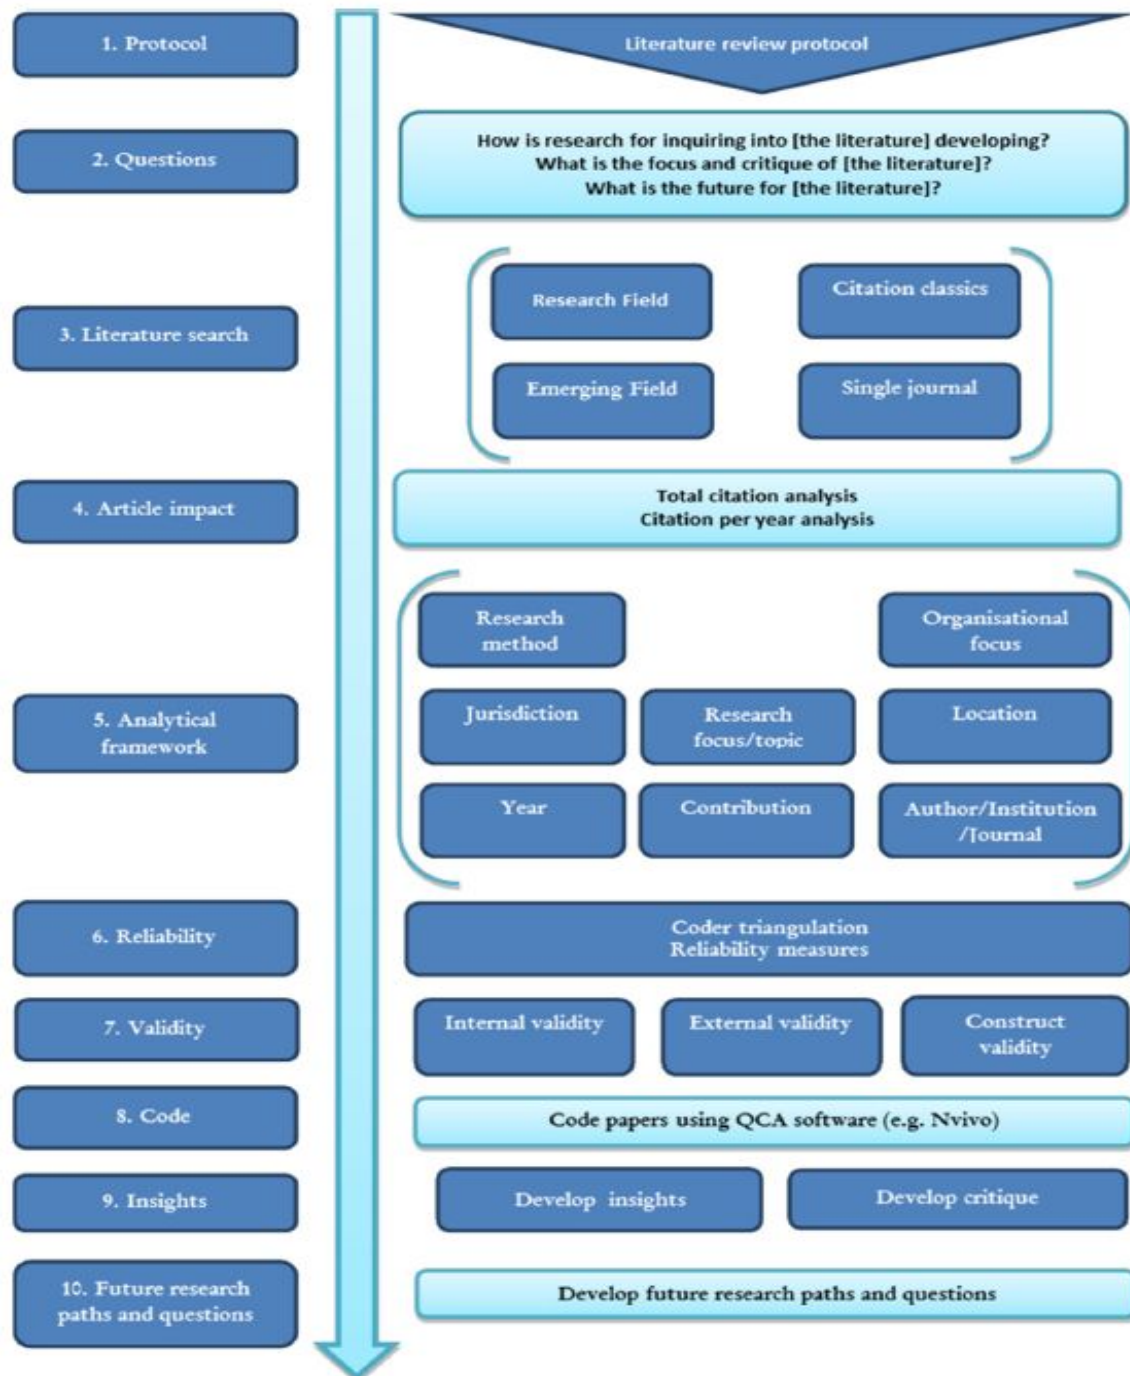 1. Protocol
Literature review protocol
2. Questions
How is research for inquiring into [the literature] developing?
What is the focus and critique of [the literature]?
What is the future for [the literature]?
3. Literature search
Research Field
Citation classics
Emerging Field
Single journal
4. Article impact
Total citation analysis
Citation per year analysis
5. Analytical
framework
Research
method
Organisational
focus
Jurisdiction
Research
focus/topic
Location
Year
Contribution
Author/Institution
/Journal
6. Reliability
Coder triangulation
Reliability measures
7. Validity
Internal validity
External validity
Construct
validity
8. Code
Code papers using QCA software (e.g. Nvivo)
9. Insights
Develop insights
Develop critique
10. Future research
paths and questions
Develop future research paths and questions